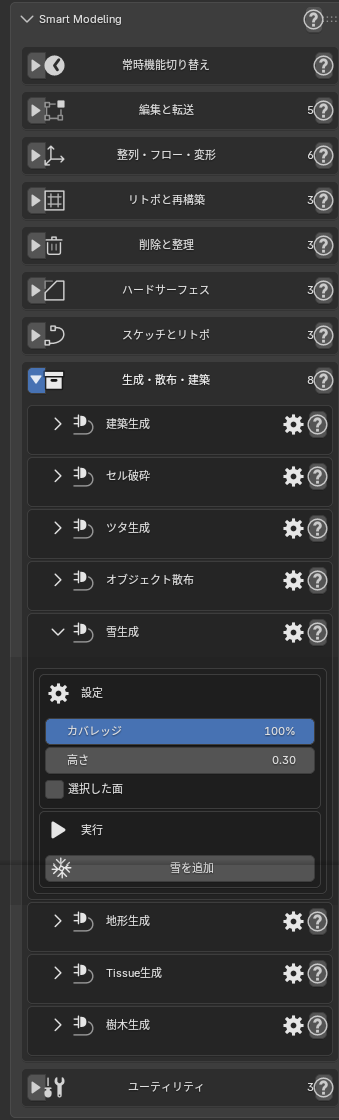 Smart Modeling
常時機能切り替え
編集と転送 5
整列・フロー・変形 6
リトポと再構築 3
削除と整理 3
ハードサーフェス 3
スケッチとリトポ 3
生成・散布・建築 8
建築生成
セル破砕
ツタ生成
オブジェクト散布
雪生成
設定
カバレッジ 100%
高さ 0.30
選択した面
実行
雪を追加
地形生成
Tissue生成
樹木生成
ユーティリティ 3